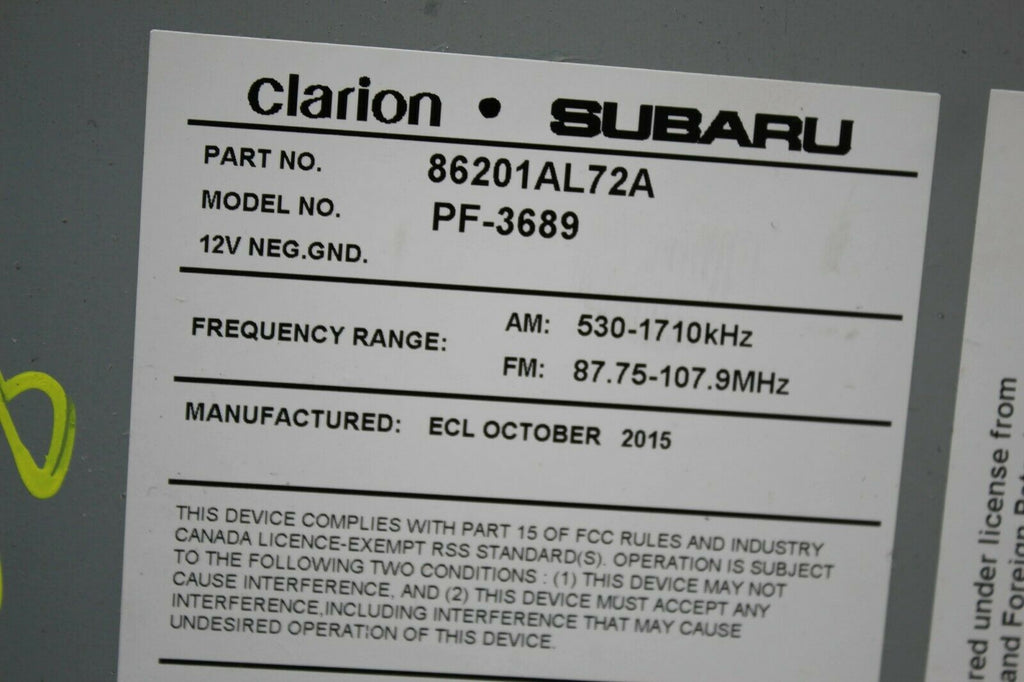 clarion • SUBARU
PART NO. 86201AL72A
MODEL NO. PF-3689
12V NEG.GND.
FREQUENCY RANGE: AM: 530-1710kHz
FM: 87.75-107.9MHz
MANUFACTURED: ECL OCTOBER 2015
THIS DEVICE COMPLIES WITH PART 15 OF FCC RULES AND INDUSTRY
CANADA LICENCE-EXEMPT RSS STANDARD(S). OPERATION IS SUBJECT
TO THE FOLLOWING TWO CONDITIONS : (1) THIS DEVICE MAY NOT
CAUSE INTERFERENCE, AND (2) THIS DEVICE MUST ACCEPT ANY
INTERFERENCE,INCLUDING INTERFERENCE THAT MAY CAUSE
UNDESIRED OPERATION OF THIS DEVICE.
red under license from
and Foreign